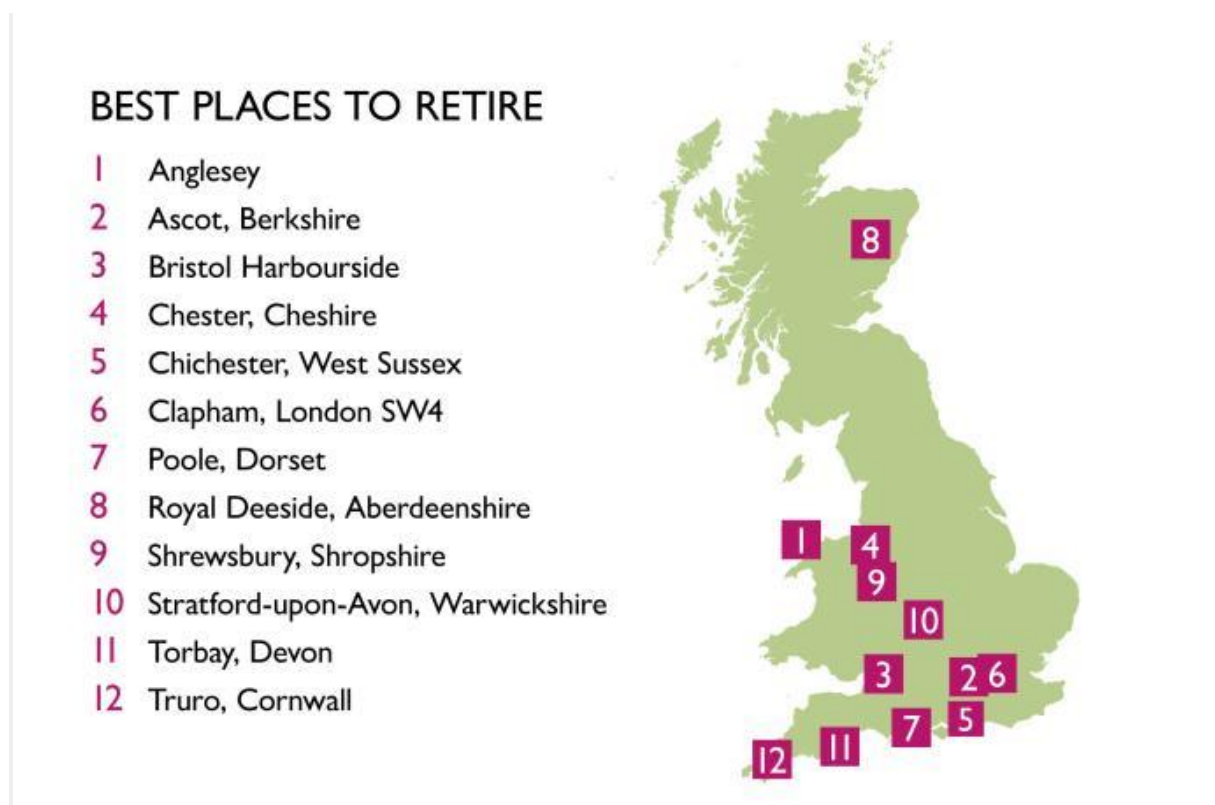 BEST PLACES TO RETIRE
1 Anglesey
2 Ascot, Berkshire
3 Bristol Harbourside
4 Chester, Cheshire
5 Chichester, West Sussex
6 Clapham, London SW4
7 Poole, Dorset
8 Royal Deeside, Aberdeenshire
9 Shrewsbury, Shropshire
10 Stratford-upon-Avon, Warwickshire
11 Torbay, Devon
12 Truro, Cornwall
8
1
4
9
10
3
2
6
5
7
11
12